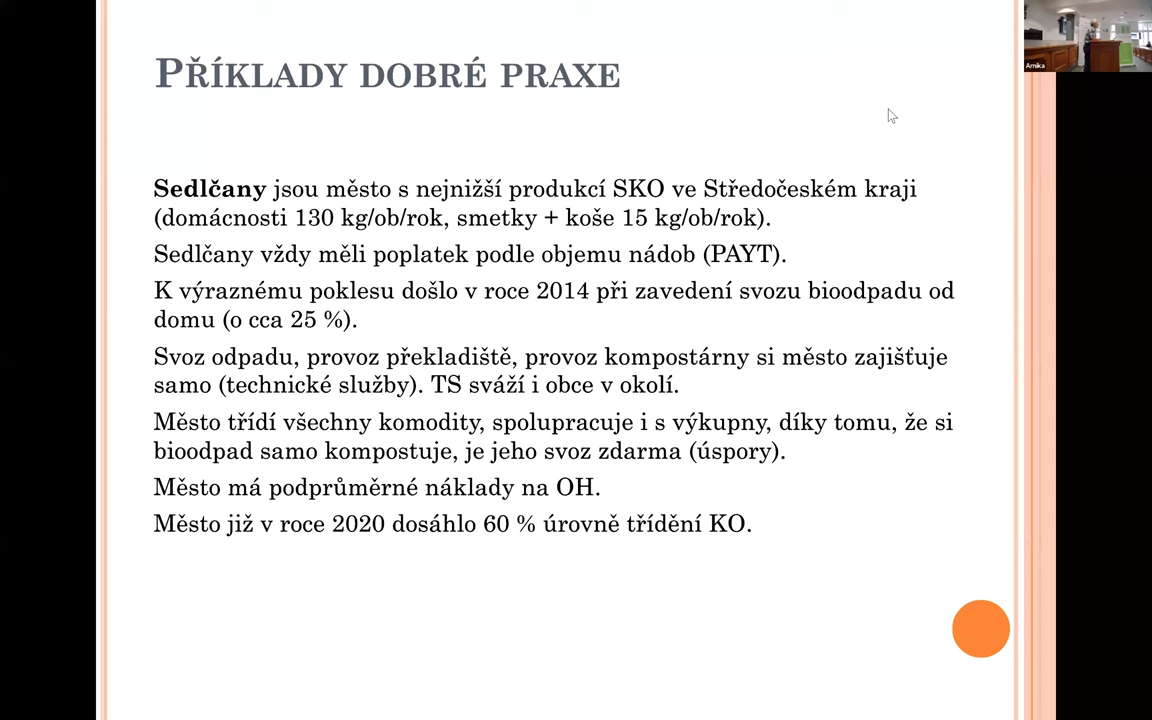 PŘÍKLADY DOBRÉ PRAXE
Arnika
Sedlčany jsou město s nejnižší produkcí SKO ve Středočeském kraji
(domácnosti 130 kg/ob/rok, smetky + koše 15 kg/ob/rok).
Sedlčany vždy měli poplatek podle objemu nádob (PAYT).
K výraznému poklesu došlo v roce 2014 při zavedení svozu bioodpadu od
domu (o cca 25 %).
Svoz odpadu, provoz překladiště, provoz kompostárny si město zajišťuje
samo (technické služby). TS sváží i obce v okolí.
Město třídí všechny komodity, spolupracuje i s výkupny, díky tomu, že si
bioodpad samo kompostuje, je jeho svoz zdarma (úspory).
Město má podprůměrné náklady na OH.
Město již v roce 2020 dosáhlo 60 % úrovně třídění KO.